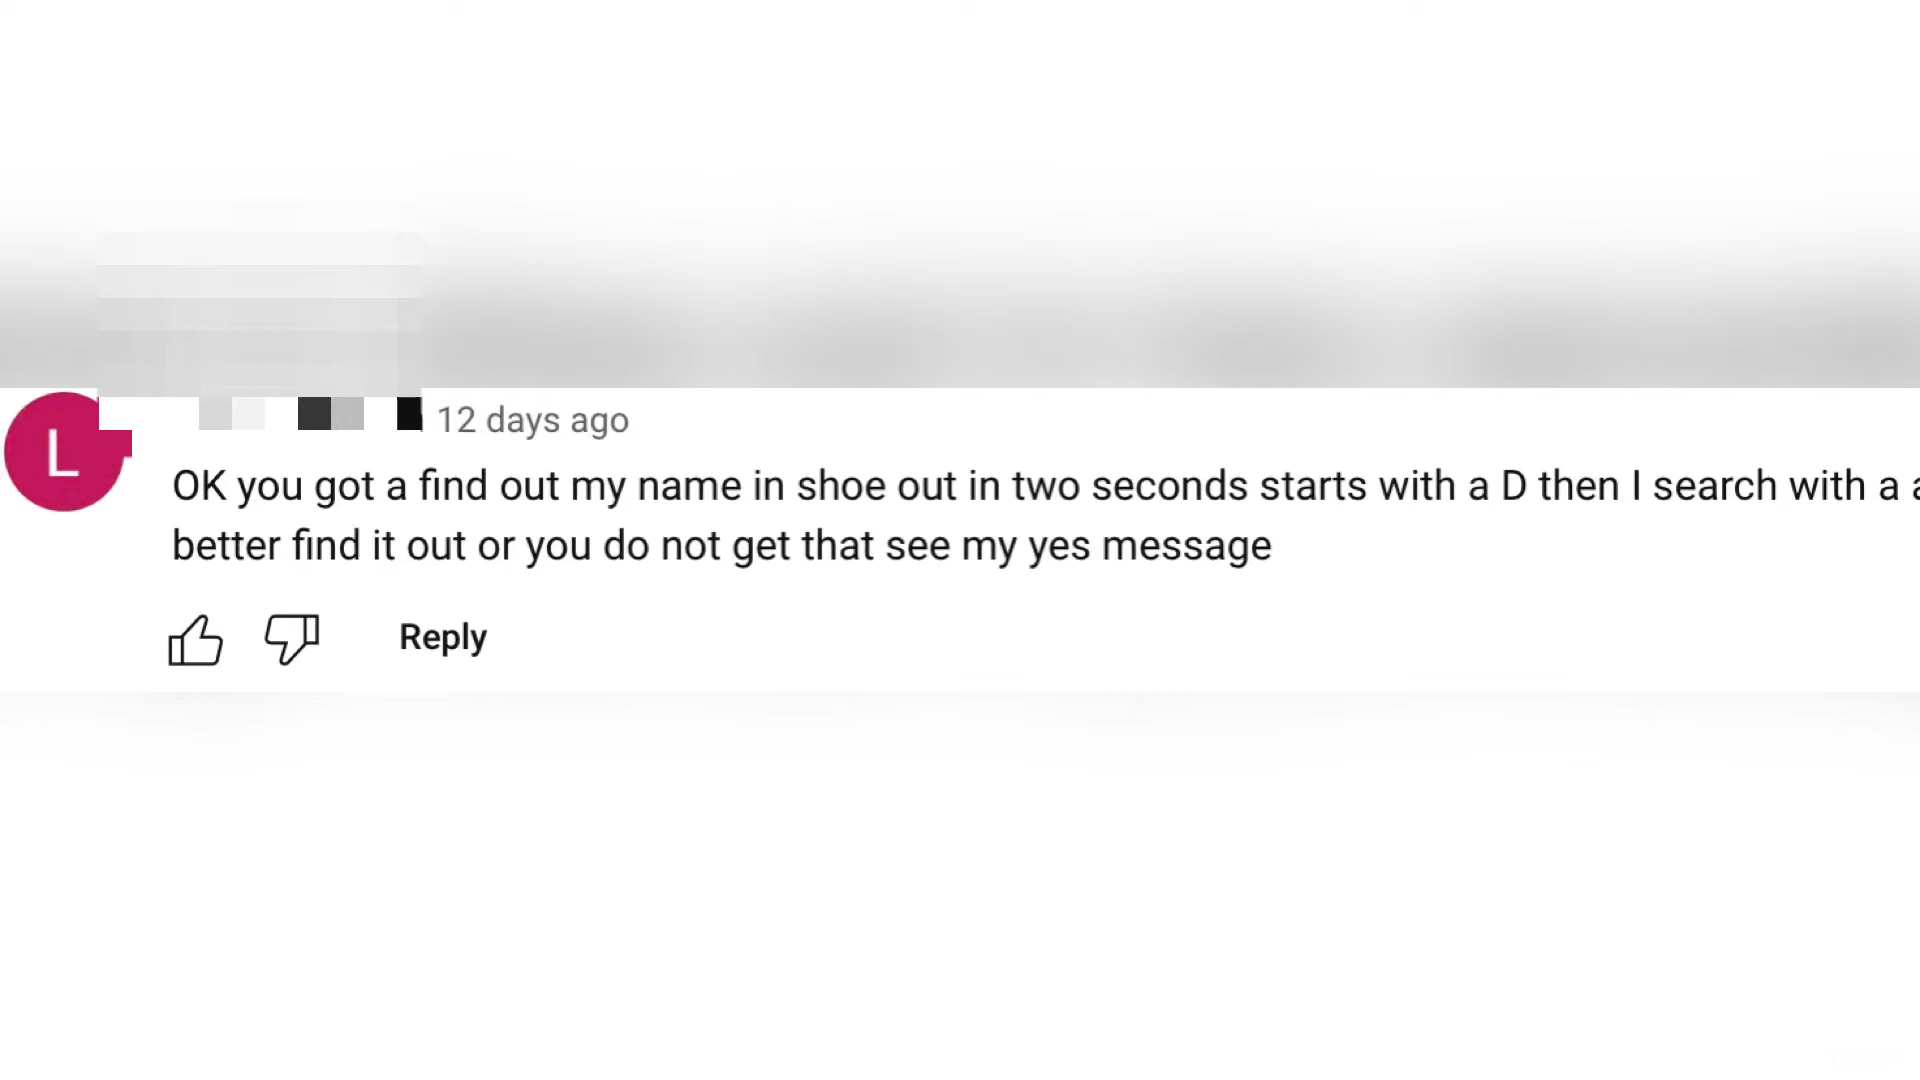 L
12 days ago
OK you got a find out my name in shoe out in two seconds starts with a D then I search with a
better find it out or you do not get that see my yes message
Reply